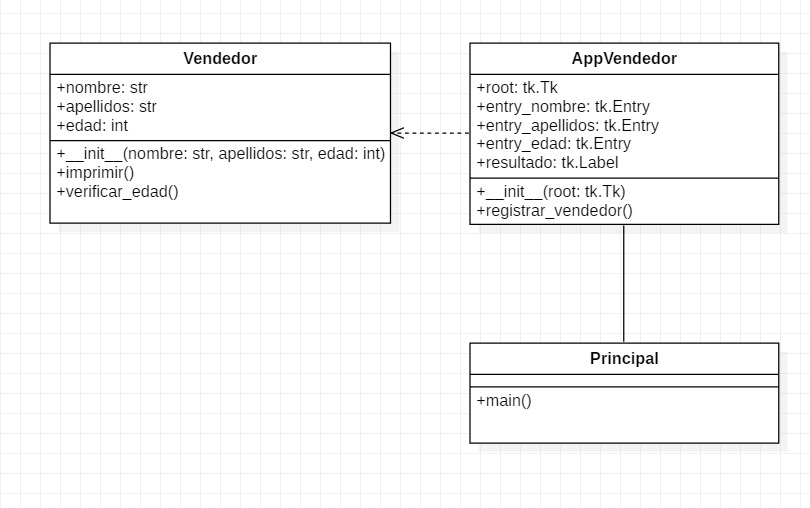 Vendedor
+nombre: str
+apellidos: str
+edad: int
+__init__(nombre: str, apellidos: str, edad: int)
+imprimir()
+verificar_edad()
AppVendedor
+root: tk.Tk
+entry_nombre: tk.Entry
+entry_apellidos: tk.Entry
+entry_edad: tk.Entry
+resultado: tk.Label
+__init__(root: tk.Tk)
+registrar_vendedor()
Principal
+main()